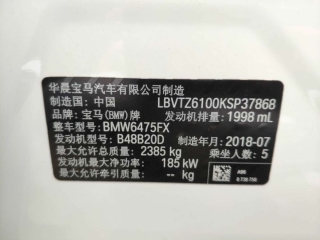 华晨宝马汽车有限公司制造
制造国：中国 LBVTZ6100KSP37868
品牌：宝马(BMW)牌 发动机排量：1998 mL
整车型号：BMW6475FX
发动机型号：B48B20D 制造年月：2018-07
最大允许总质量：2385 kg 乘坐人数：5
发动机最大净功率：185 kW
最大允许牵引质量：-- kg